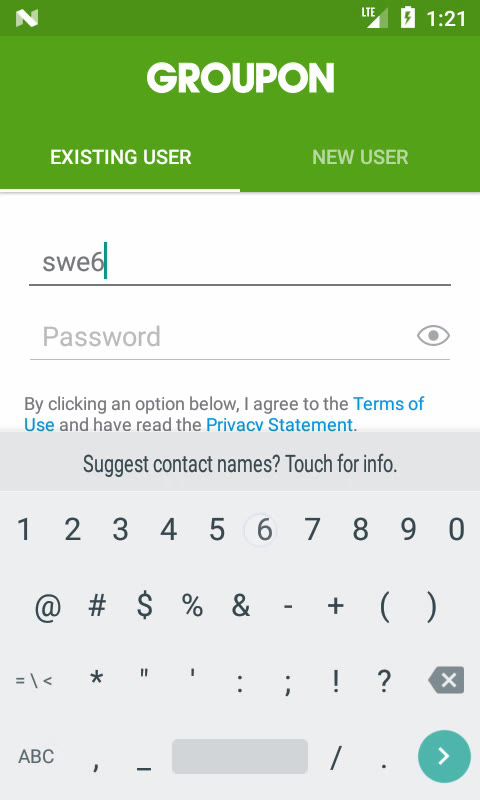 LTE 1:21
GROUPON
EXISTING USER NEW USER
swe6
Password
By clicking an option below, I agree to the Terms of
Use and have read the Privacy Statement.
Suggest contact names? Touch for info.
1 2 3 4 5 6 7 8 9 0
@ # $ % & - + ( )
= \ < * " ' : ; ! ?
ABC , _ / .